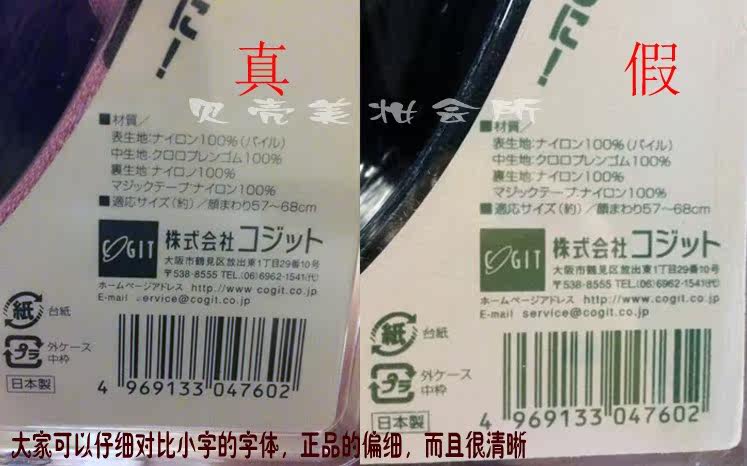 真
■材質／
表生地:ナイロン100%(パイル)
中生地:クロロプレンゴム100%
裏生地:ナイロン100%
マジックテープ:ナイロン100%
■適応サイズ(約)／顔まわり57～68cm
COGIT
株式会社コジット
大阪市鶴見区放出東1丁目29番10号
〒538-8555 TEL.(06)6962-1541(代)
ホームページアドレス http://www.cogit.co.jp
E-mail service@cogit.co.jp
紙 台紙
プラ 外ケース
中枠
日本製
4 969133 047602
に!
假
■材質／
表生地:ナイロン100%(パイル)
中生地:クロロプレンゴム100%
裏生地:ナイロン100%
マジックテープ:ナイロン100%
■適応サイズ(約)／顔まわり57～68cm
COGIT
株式会社コジット
大阪市鶴見区放出東1丁目29番10号
〒538-8555 TEL.(06)6962-1541(代)
ホームページアドレス http://www.cogit.co.jp
E-mail service@cogit.co.jp
紙 台紙
プラ 外ケース
中枠
日本製
4 969133 047602
贝壳美妆会所
大家可以仔细对比小字的字体，正品的偏细，而且很清晰